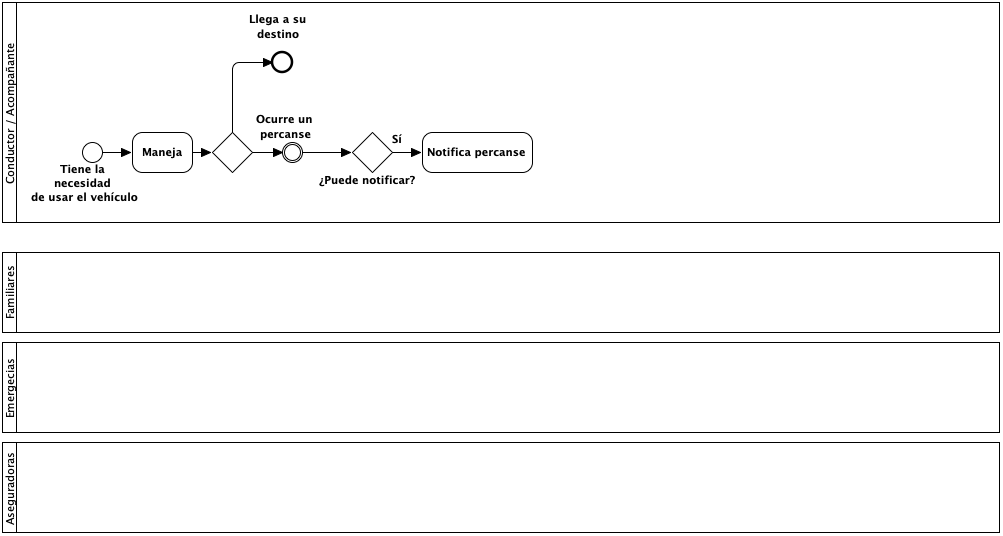 Conductor / Acompañante
Llega a su
destino
Ocurre un
percanse
Sí
Maneja
Notifica percanse
Tiene la
necesidad
de usar el vehículo
¿Puede notificar?
Familiares
Emergecias
Aseguradoras